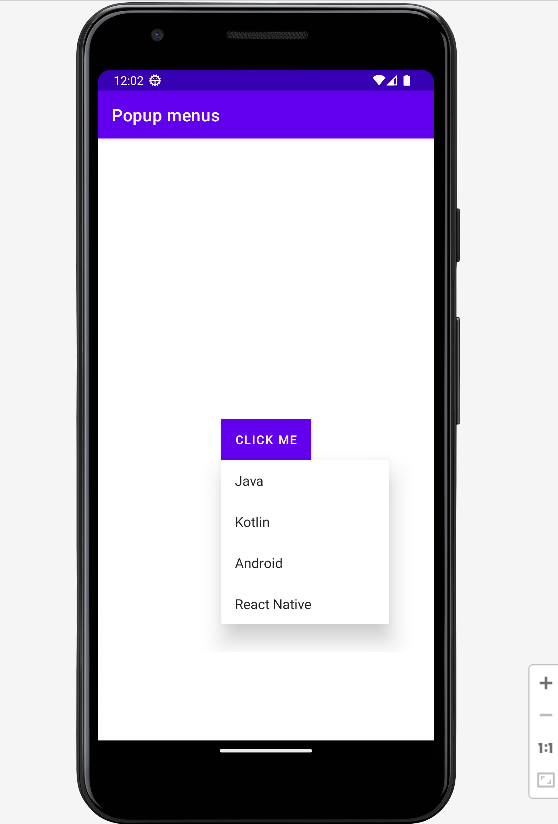 12:02
Popup menus
CLICK ME
Java
Kotlin
Android
React Native
1:1